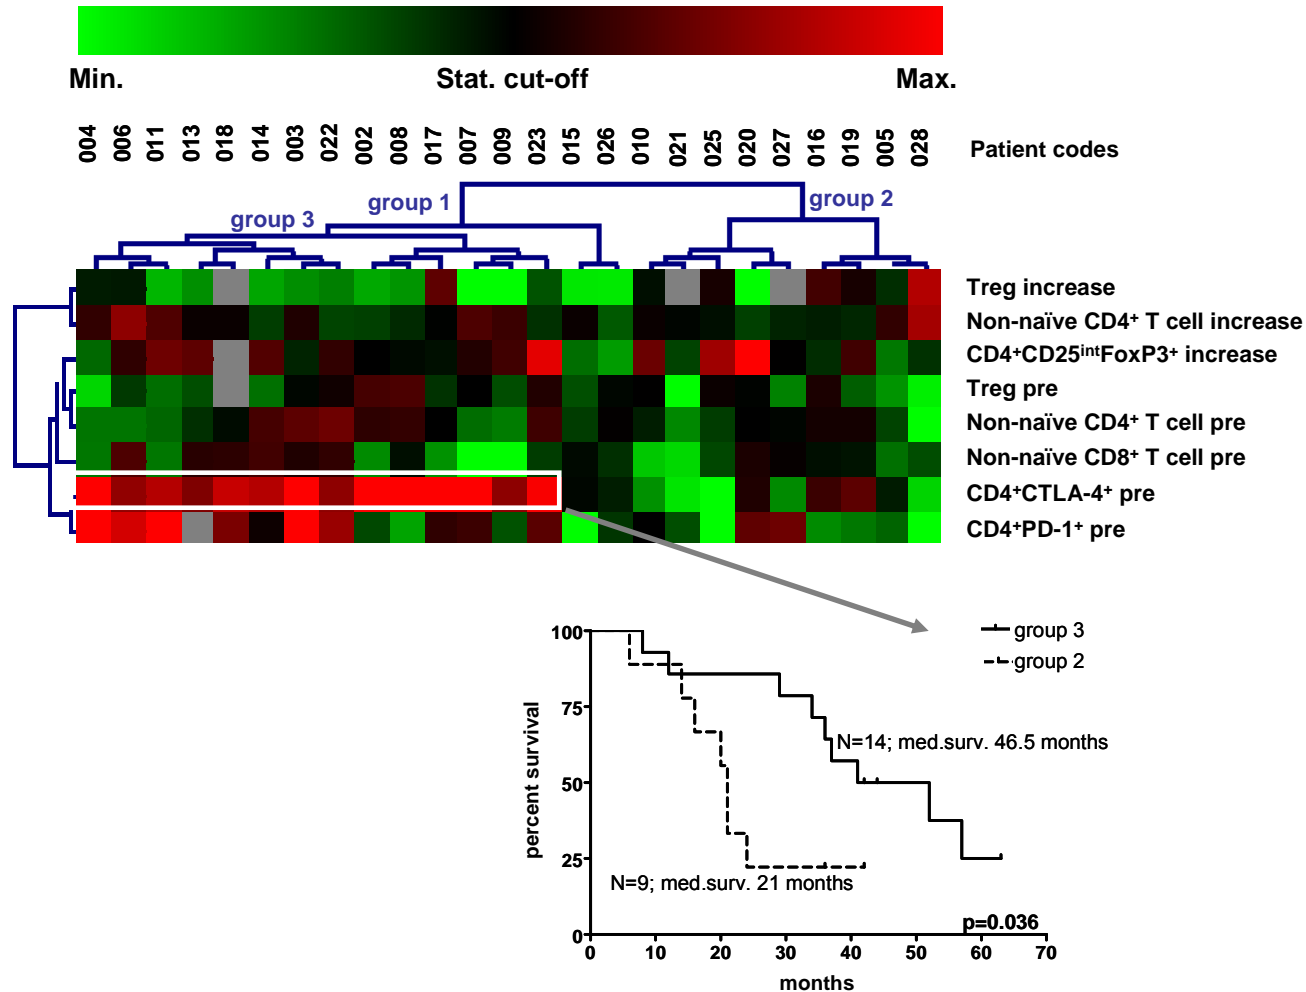 Min. Stat. cut-off Max.
004 006 011 013 018 014 003 022 002 008 017 007 009 023 015 026 010 021 025 020 027 016 019 005 028 Patient codes
group 3 group 1 group 2
Treg increase
Non-naïve CD4⁺ T cell increase
CD4⁺CD25ⁱⁿᵗFoxP3⁺ increase
Treg pre
Non-naïve CD4⁺ T cell pre
Non-naïve CD8⁺ T cell pre
CD4⁺CTLA-4⁺ pre
CD4⁺PD-1⁺ pre
group 3
group 2
percent survival
100
75
50
25
0
N=14; med.surv. 46.5 months
N=9; med.surv. 21 months
p=0.036
0 10 20 30 40 50 60 70
months